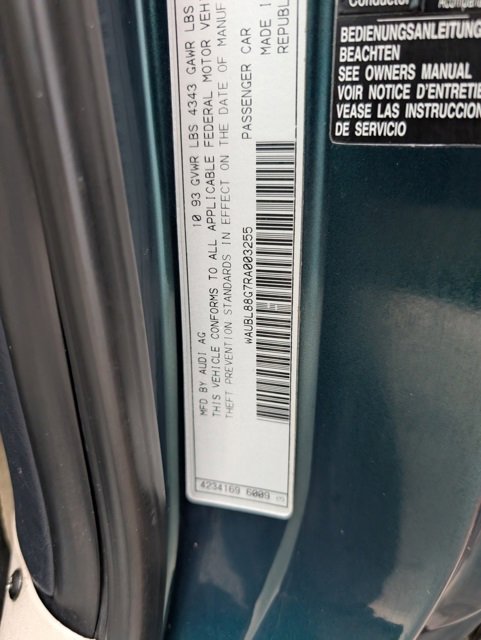 MFD BY AUDI AG 10 93 GVWR LBS 4343 GAWR LBS
THIS VEHICLE CONFORMS TO ALL APPLICABLE FEDERAL MOTOR VEH
THEFT PREVENTION STANDARDS IN EFFECT ON THE DATE OF MANUF
WAUBL88G7RA003255 PASSENGER CAR
MADE I
REPUBL
4234169 6009
Conductor
BEDIENUNGSANLEITUNG
BEACHTEN
SEE OWNERS MANUAL
VOIR NOTICE D'ENTRETIE
VEASE LAS INSTRUCCION
DE SERVICIO